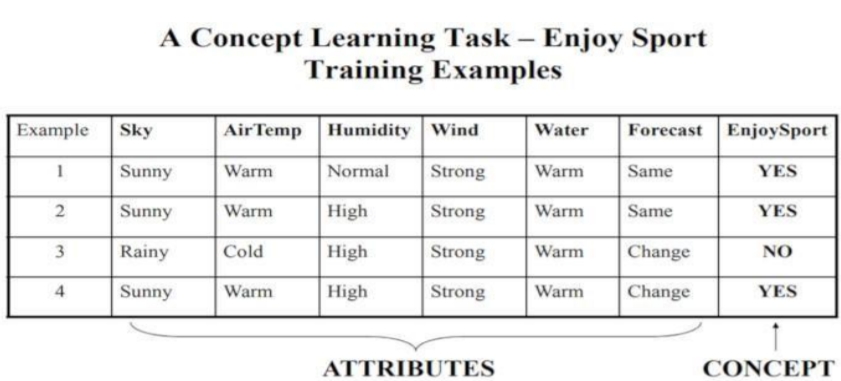 A Concept Learning Task – Enjoy Sport
Training Examples
Example Sky AirTemp Humidity Wind Water Forecast EnjoySport
1 Sunny Warm Normal Strong Warm Same YES
2 Sunny Warm High Strong Warm Same YES
3 Rainy Cold High Strong Warm Change NO
4 Sunny Warm High Strong Warm Change YES
ATTRIBUTES CONCEPT